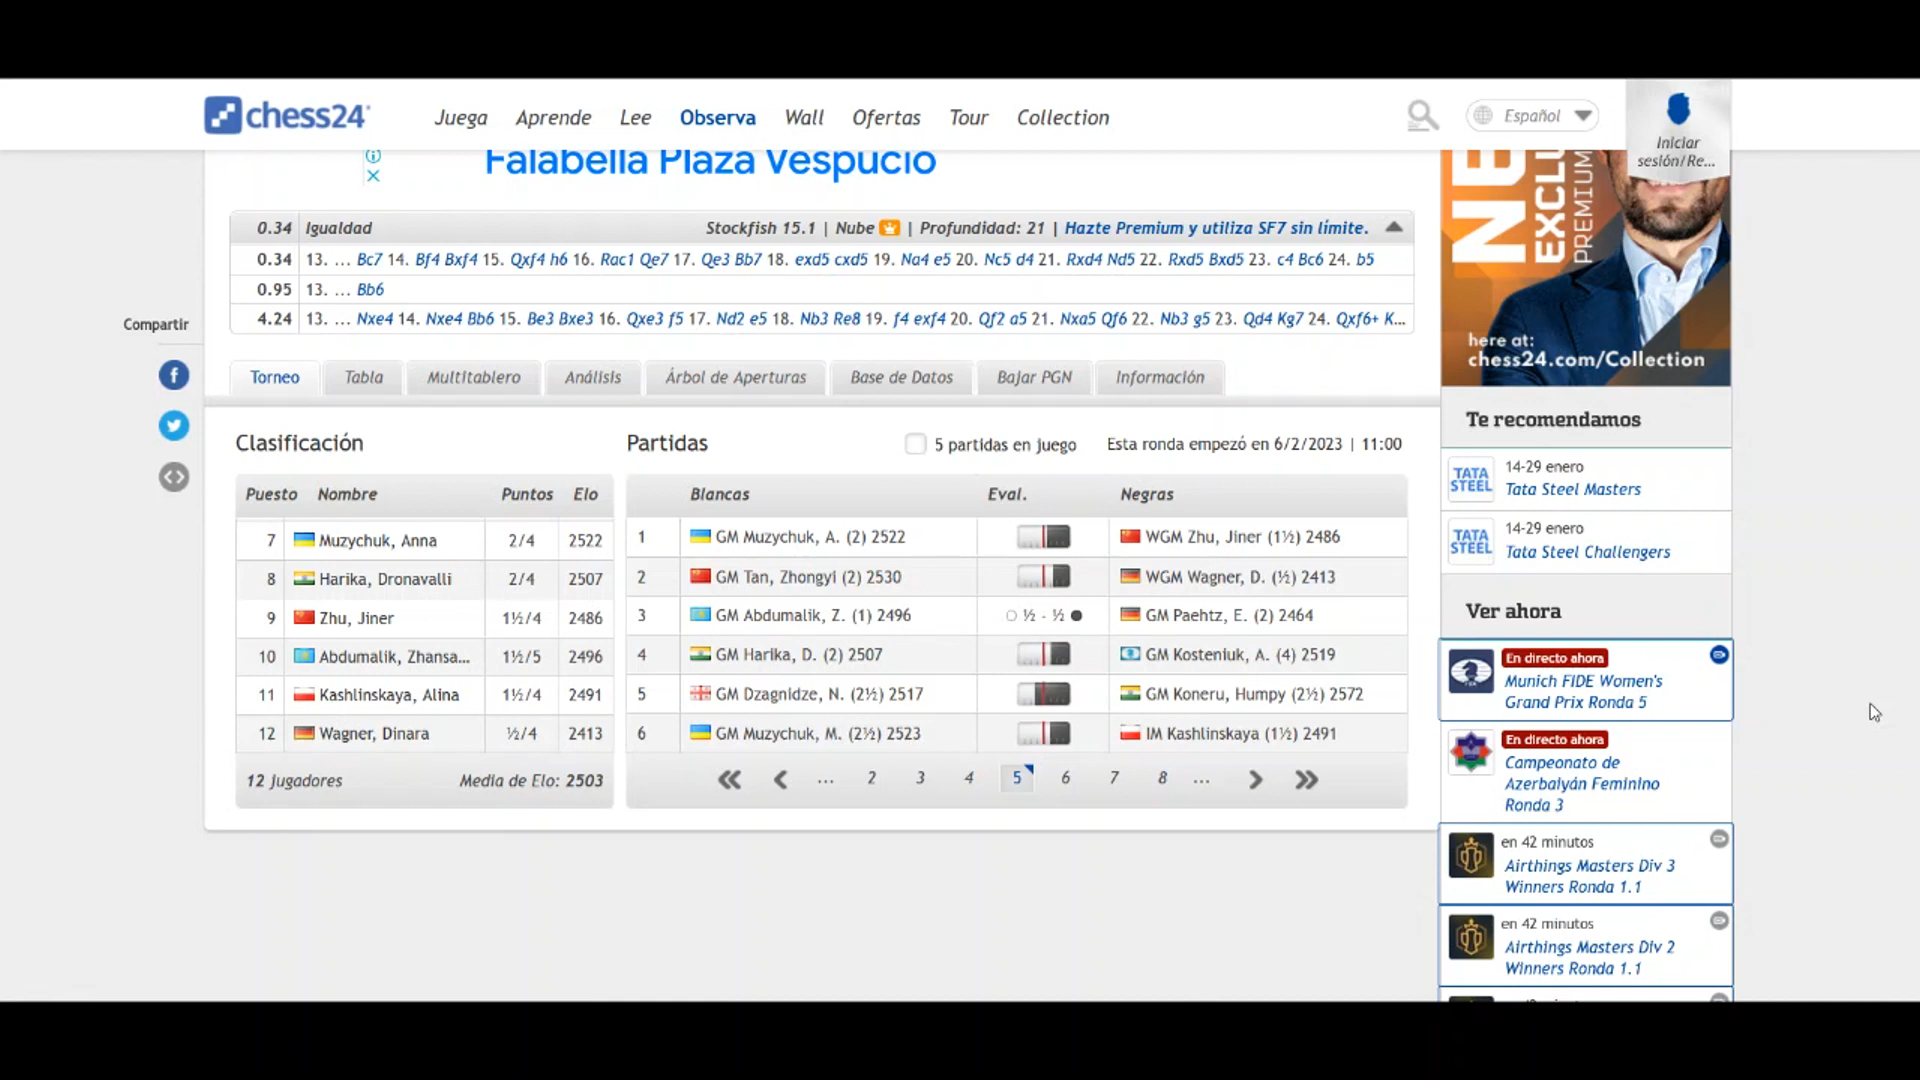 chess24
Juega Aprende Lee Observa Wall Ofertas Tour Collection
Español
Iniciar
sesión/Re...
Falabella Plaza Vespucio
EXCLU
PREMIUM
here at:
chess24.com/Collection
0.34 Igualdad Stockfish 15.1 | Nube | Profundidad: 21 | Hazte Premium y utiliza SF7 sin límite.
0.34 13. ... Bc7 14. Bf4 Bxf4 15. Qxf4 h6 16. Rac1 Qe7 17. Qe3 Bb7 18. exd5 cxd5 19. Na4 e5 20. Nc5 d4 21. Rxd4 Nd5 22. Rxd5 Bxd5 23. c4 Bc6 24. b5
0.95 13. ... Bb6
4.24 13. ... Nxe4 14. Nxe4 Bb6 15. Be3 Bxe3 16. Qxe3 f5 17. Nd2 e5 18. Nb3 Re8 19. f4 exf4 20. Qf2 a5 21. Nxa5 Qf6 22. Nb3 g5 23. Qd4 Kg7 24. Qxf6+ K...
Compartir
Torneo Tabla Multitablero Análisis Árbol de Aperturas Base de Datos Bajar PGN Información
Clasificación
Puesto Nombre Puntos Elo
7 Muzychuk, Anna 2/4 2522
8 Harika, Dronavalli 2/4 2507
9 Zhu, Jiner 1½/4 2486
10 Abdumalik, Zhansa... 1½/5 2496
11 Kashlinskaya, Alina 1½/4 2491
12 Wagner, Dinara ½/4 2413
12 jugadores Media de Elo: 2503
Partidas 5 partidas en juego Esta ronda empezó en 6/2/2023 | 11:00
Blancas Eval. Negras
1 GM Muzychuk, A. (2) 2522 WGM Zhu, Jiner (1½) 2486
2 GM Tan, Zhongyi (2) 2530 WGM Wagner, D. (½) 2413
3 GM Abdumalik, Z. (1) 2496 ½ - ½ GM Paehtz, E. (2) 2464
4 GM Harika, D. (2) 2507 GM Kosteniuk, A. (4) 2519
5 GM Dzagnidze, N. (2½) 2517 GM Koneru, Humpy (2½) 2572
6 GM Muzychuk, M. (2½) 2523 IM Kashlinskaya (1½) 2491
... 2 3 4 5 6 7 8 ...
Te recomendamos
TATA
STEEL
14-29 enero
Tata Steel Masters
TATA
STEEL
14-29 enero
Tata Steel Challengers
Ver ahora
En directo ahora
Munich FIDE Women's
Grand Prix Ronda 5
En directo ahora
Campeonato de
Azerbaiyán Feminino
Ronda 3
en 42 minutos
Airthings Masters Div 3
Winners Ronda 1.1
en 42 minutos
Airthings Masters Div 2
Winners Ronda 1.1